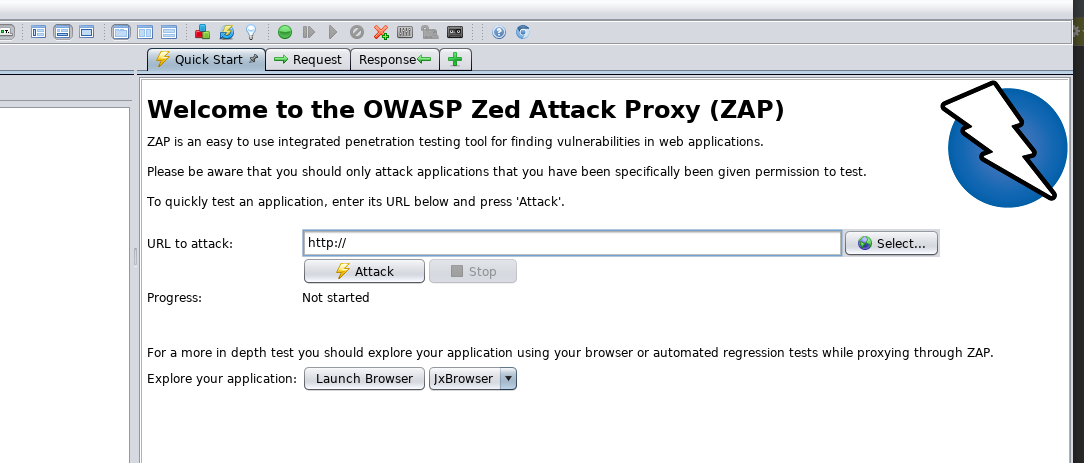 Quick Start
Request
Response
Welcome to the OWASP Zed Attack Proxy (ZAP)
ZAP is an easy to use integrated penetration testing tool for finding vulnerabilities in web applications.
Please be aware that you should only attack applications that you have been specifically been given permission to test.
To quickly test an application, enter its URL below and press 'Attack'.
URL to attack: http:// Select...
Attack Stop
Progress: Not started
For a more in depth test you should explore your application using your browser or automated regression tests while proxying through ZAP.
Explore your application: Launch Browser JxBrowser